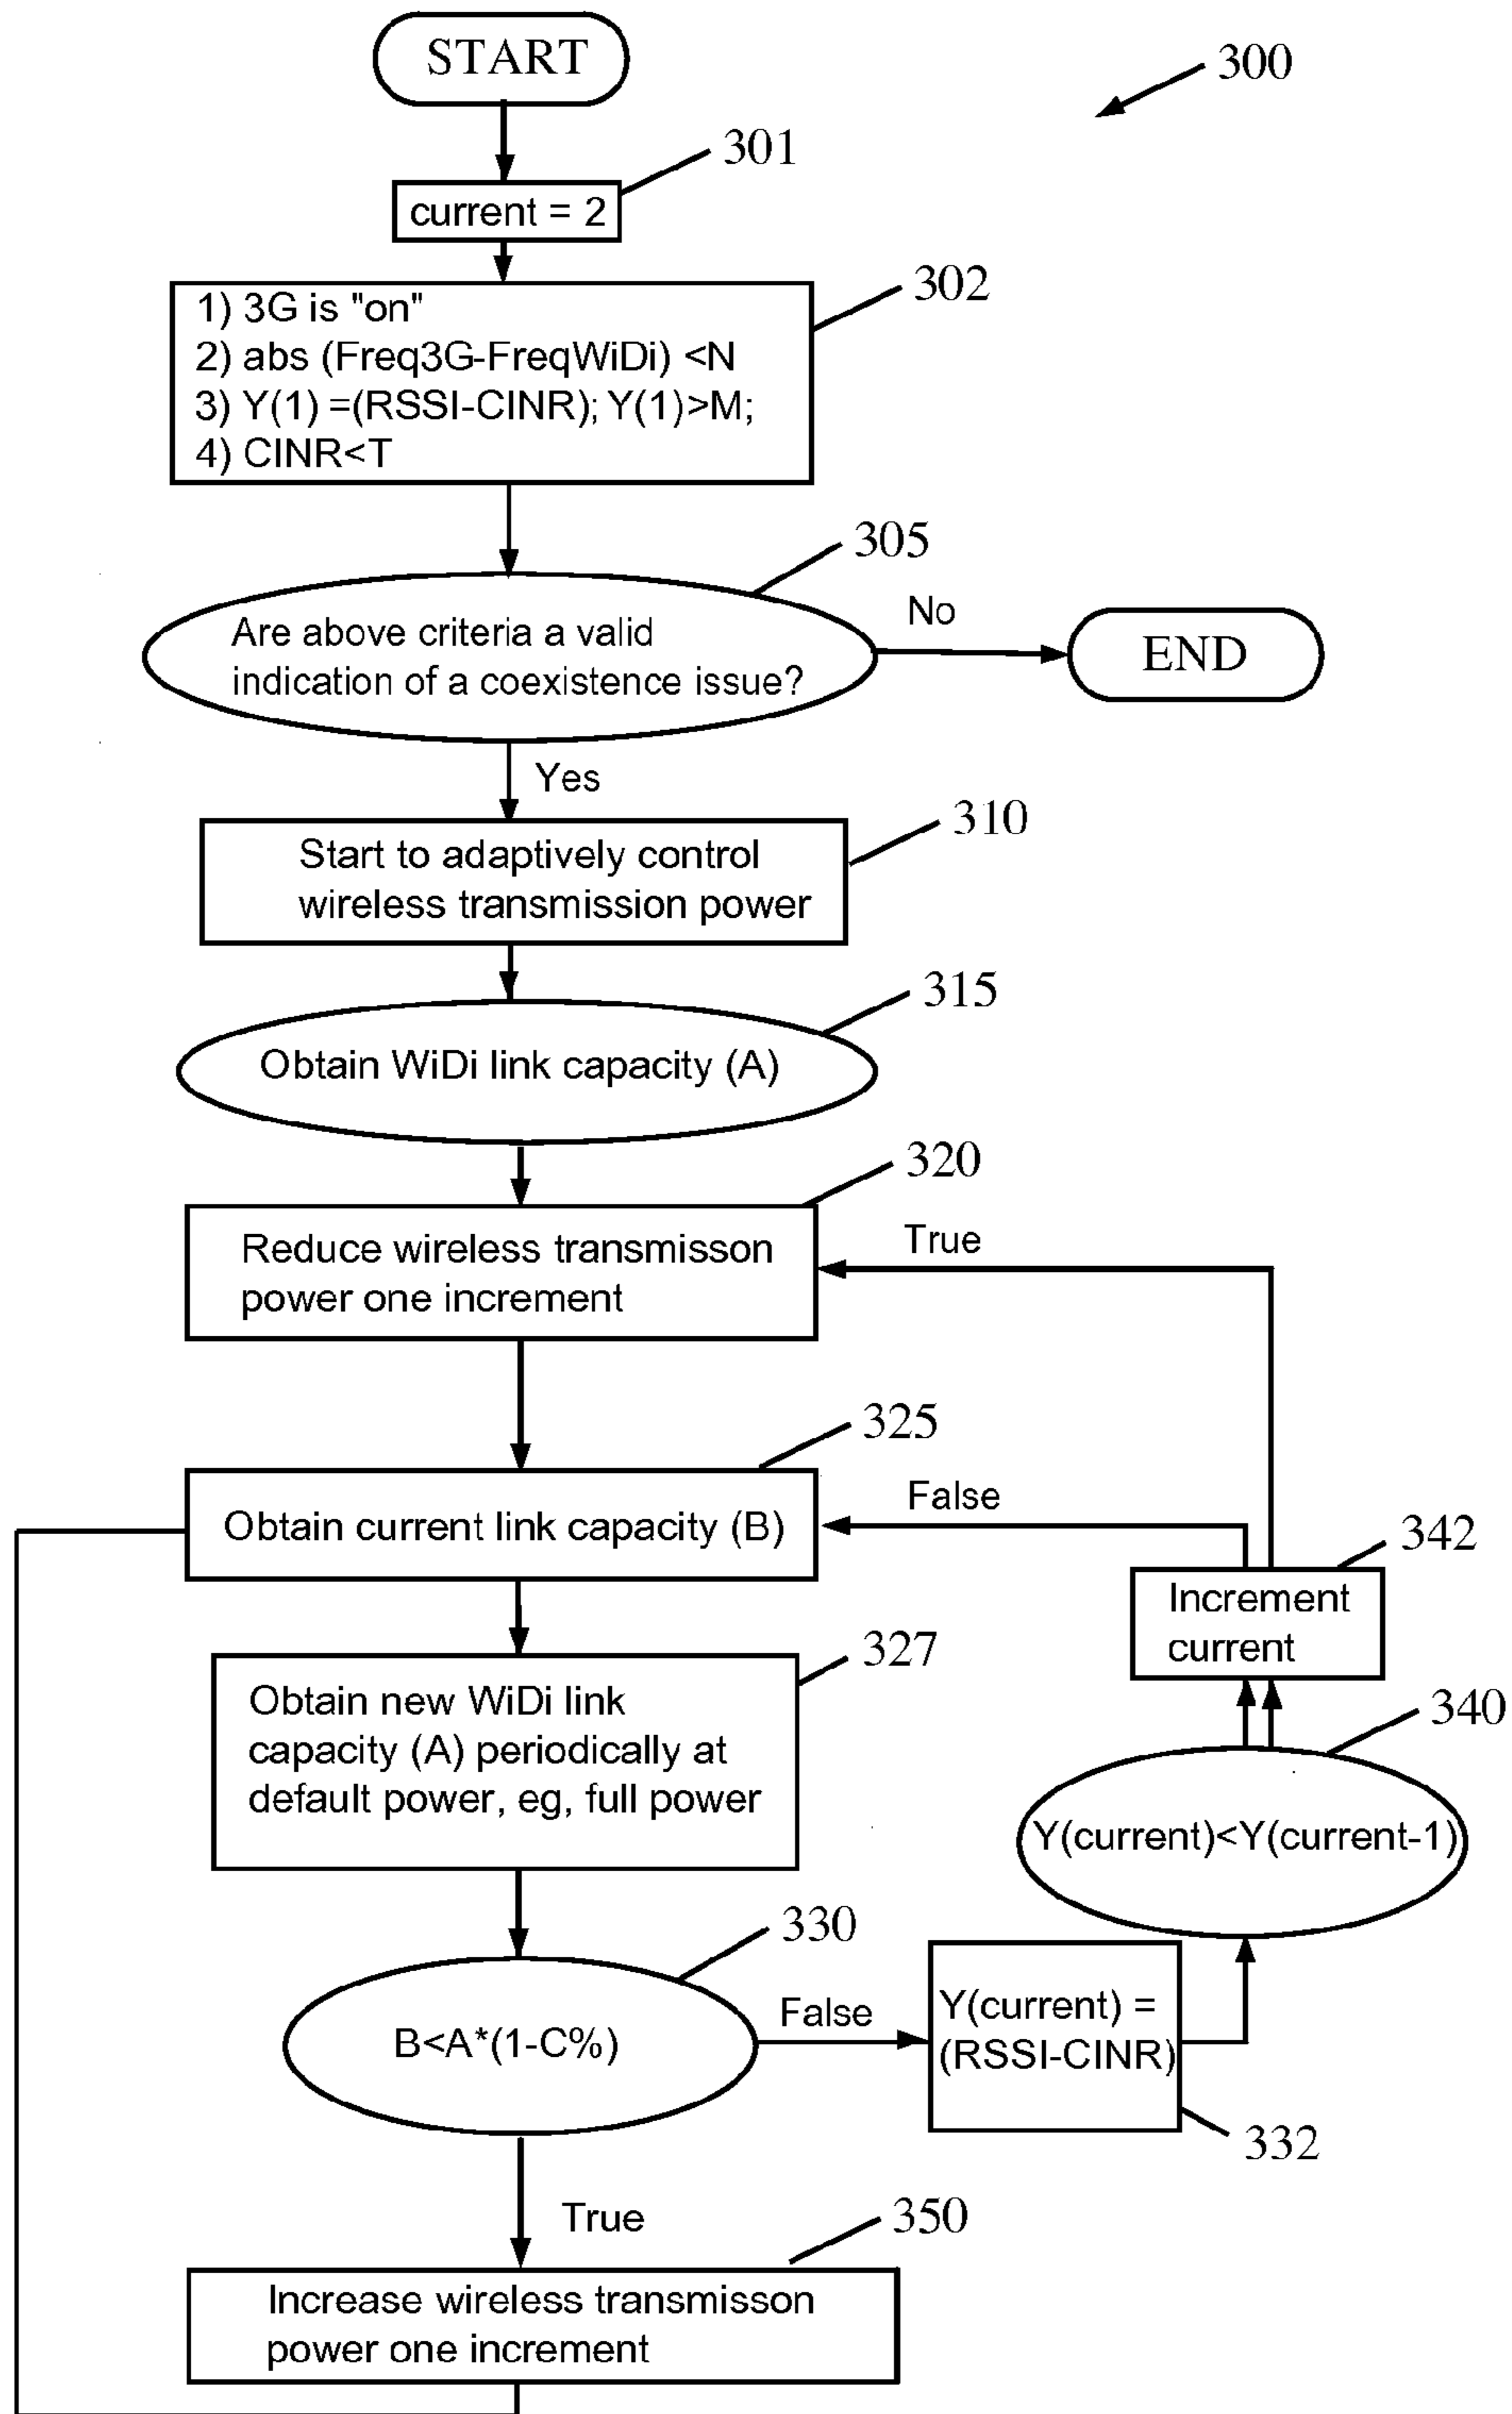 START
300
301
current = 2
302
1) 3G is "on"
2) abs (Freq3G-FreqWiDi) <N
3) Y(1) =(RSSI-CINR); Y(1)>M;
4) CINR<T
305
Are above criteria a valid
indication of a coexistence issue?
No
END
Yes
310
Start to adaptively control
wireless transmission power
315
Obtain WiDi link capacity (A)
320
Reduce wireless transmisson
power one increment
True
325
Obtain current link capacity (B)
False
342
Increment
current
327
Obtain new WiDi link
capacity (A) periodically at
default power, eg, full power
340
Y(current)<Y(current-1)
330
B<A*(1-C%)
False
Y(current) =
(RSSI-CINR)
332
True
350
Increase wireless transmisson
power one increment